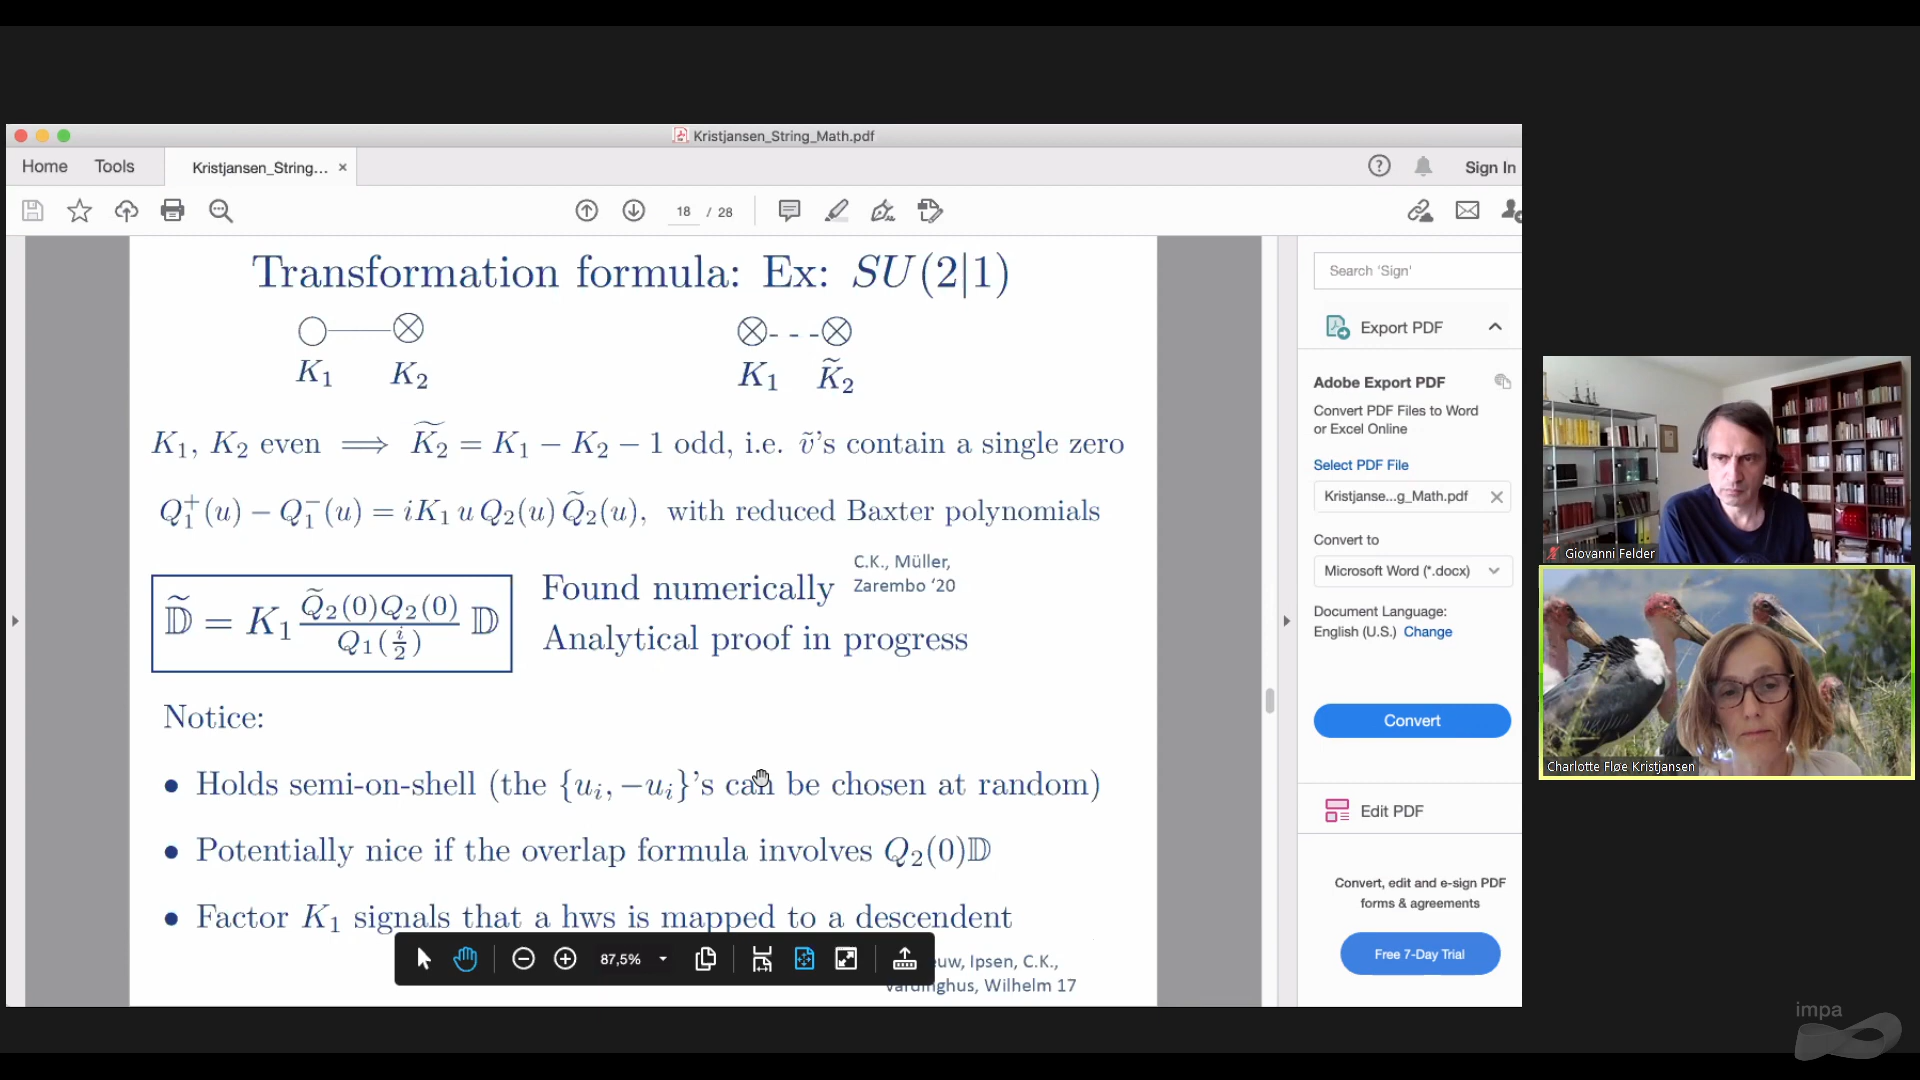 Kristjansen_String_Math.pdf
Home Tools Kristjansen_String... × Sign In
18 / 28
Transformation formula: Ex: SU(2|1)
K₁ K₂ K₁ K̃₂
K₁, K₂ even ⟹ K̃₂ = K₁ − K₂ − 1 odd, i.e. ṽ's contain a single zero
Q₁⁺(u) − Q₁⁻(u) = iK₁ u Q₂(u) Q̃₂(u), with reduced Baxter polynomials
C.K., Müller,
Zarembo ‘20
𝔻̃ = K₁ Q̃₂(0)Q₂(0) / Q₁(i/2) 𝔻
Found numerically
Analytical proof in progress
Notice:
• Holds semi-on-shell (the {uᵢ, −uᵢ}'s can be chosen at random)
• Potentially nice if the overlap formula involves Q₂(0)𝔻
• Factor K₁ signals that a hws is mapped to a descendent
87,5%
Ipsen, C.K.,
Wilhelm 17
Search 'Sign'
Export PDF
Adobe Export PDF
Convert PDF Files to Word
or Excel Online
Select PDF File
Kristjanse...g_Math.pdf ×
Convert to
Microsoft Word (*.docx)
Document Language:
English (U.S.) Change
Convert
Edit PDF
Convert, edit and e-sign PDF
forms & agreements
Free 7-Day Trial
Giovanni Felder
Charlotte Fløe Kristjansen
impa